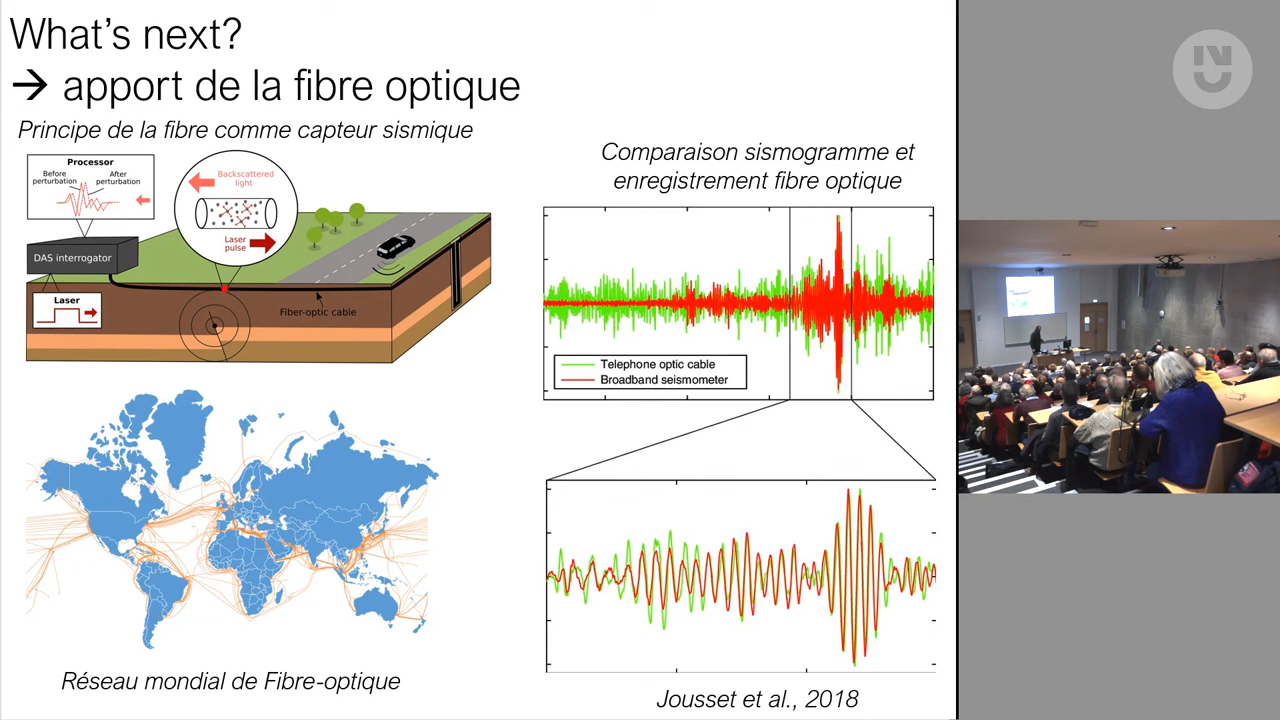 What's next?
→ apport de la fibre optique
Principe de la fibre comme capteur sismique
Processor
Before
perturbation
After
perturbation
Backscattered
light
Laser
pulse
DAS interrogator
Laser
Fiber-optic cable
Réseau mondial de Fibre-optique
Comparaison sismogramme et
enregistrement fibre optique
Telephone optic cable
Broadband seismometer
Jousset et al., 2018